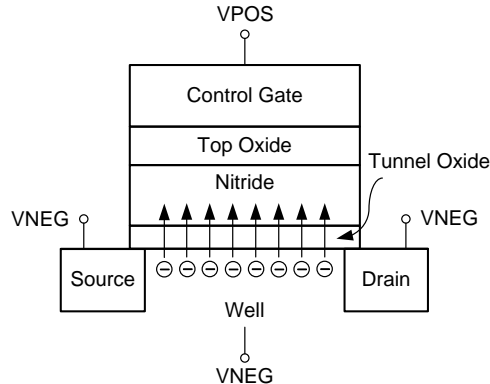 VPOS
Control Gate
Top Oxide
Tunnel Oxide
Nitride
VNEG
VNEG
Source
Drain
Well
VNEG